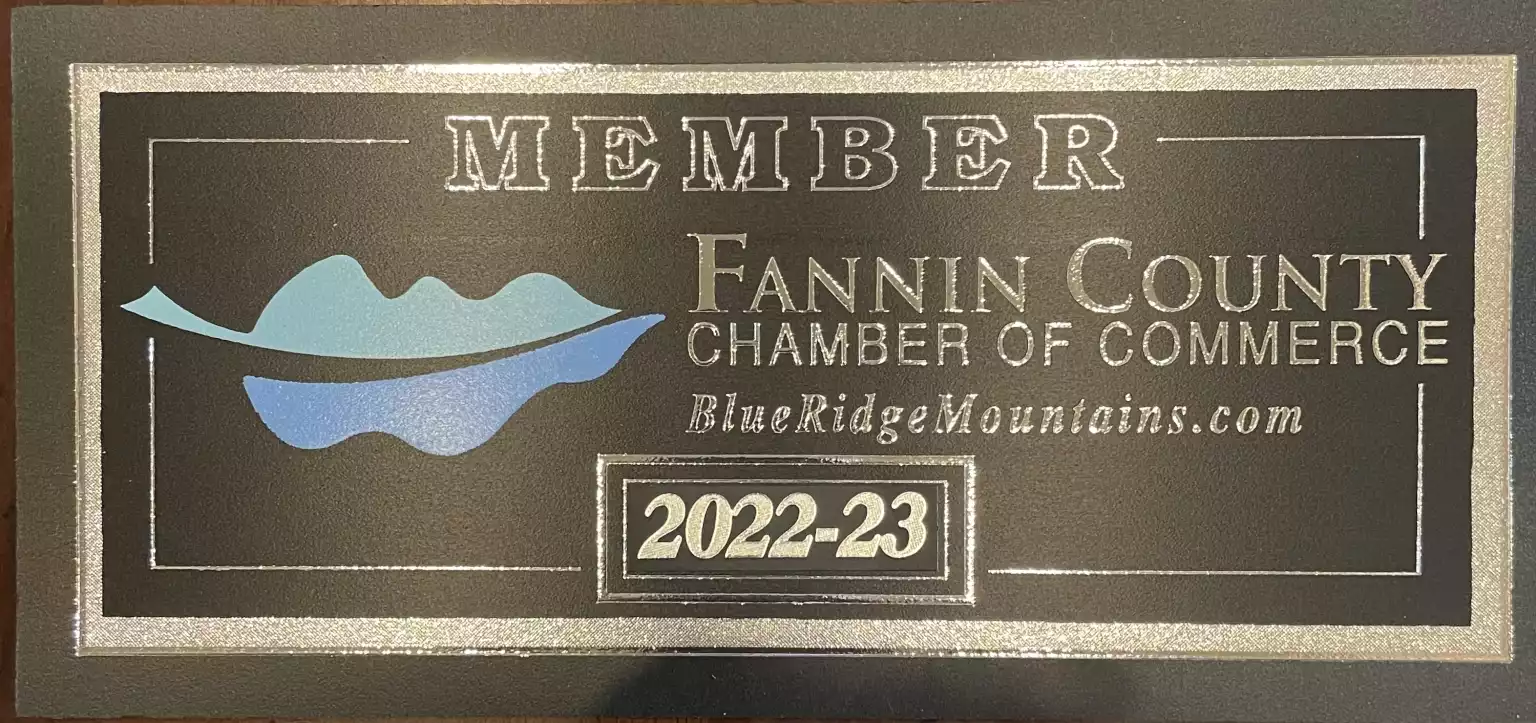 MEMBER
FANNIN COUNTY
CHAMBER OF COMMERCE
BlueRidgeMountains.com
2022-23